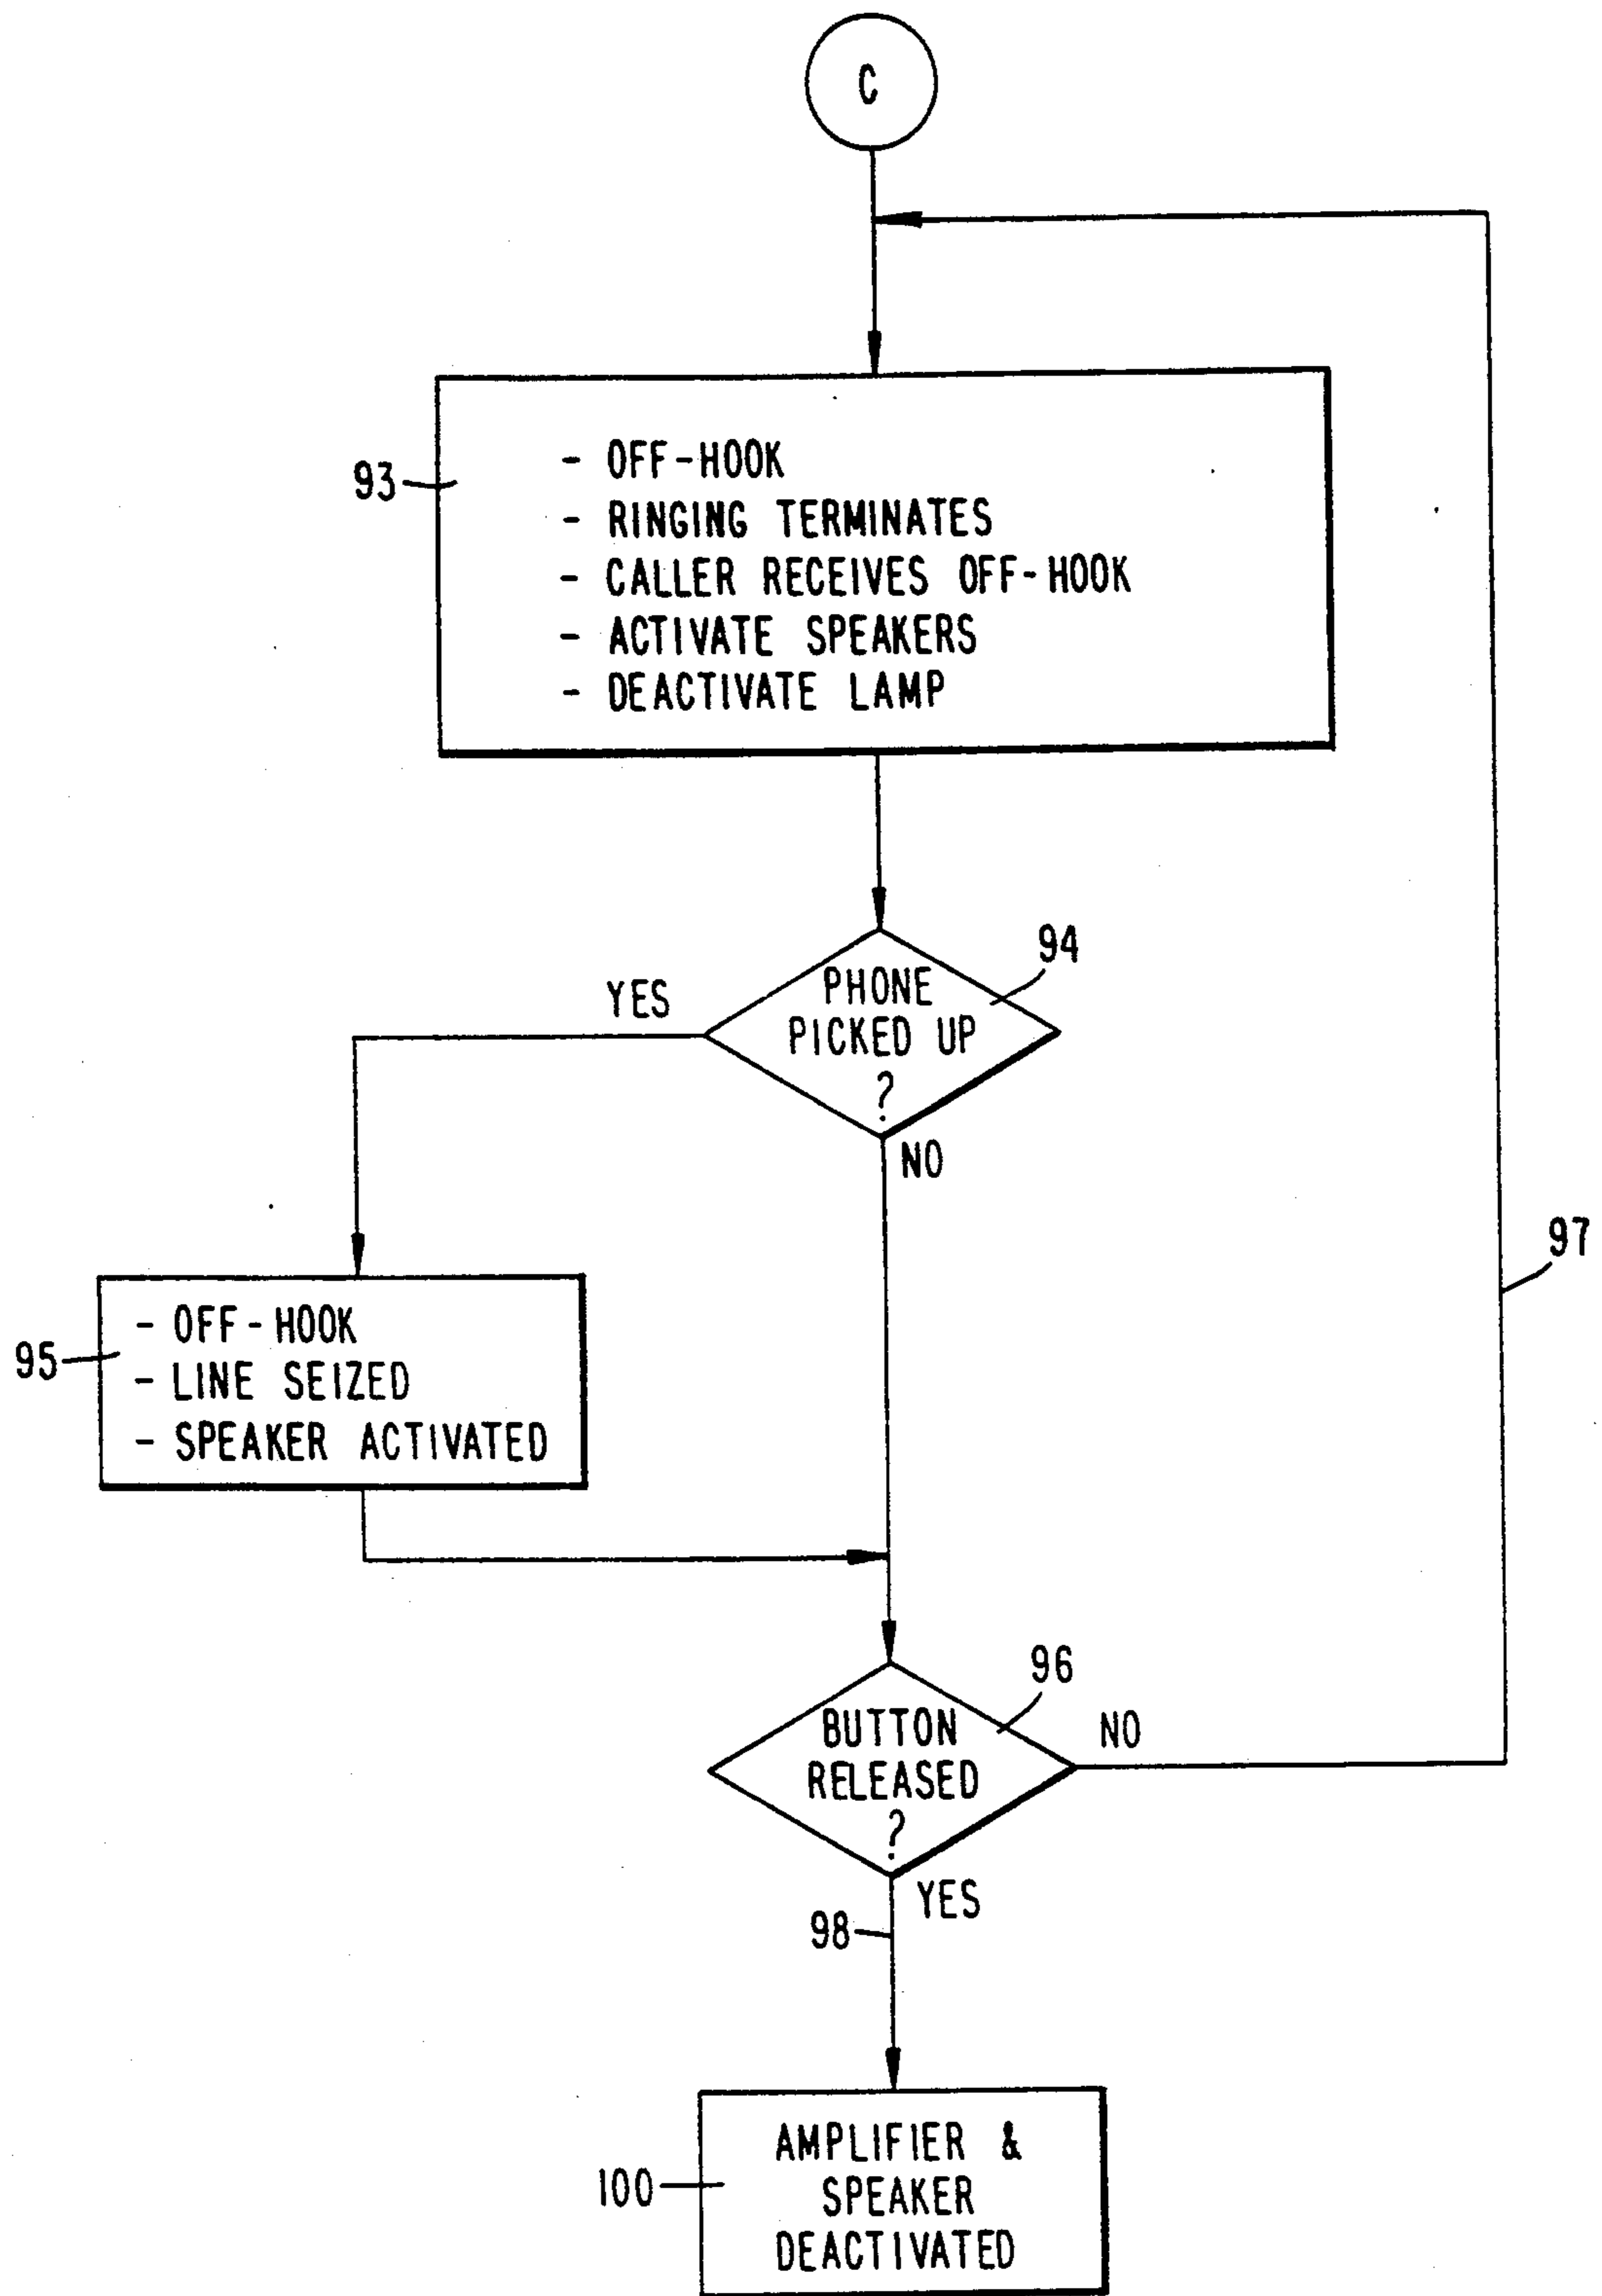 C
93
- OFF-HOOK
- RINGING TERMINATES
- CALLER RECEIVES OFF-HOOK
- ACTIVATE SPEAKERS
- DEACTIVATE LAMP
94
YES
PHONE
PICKED UP
?
NO
97
95
- OFF-HOOK
- LINE SEIZED
- SPEAKER ACTIVATED
96
BUTTON
RELEASED
?
NO
YES
98
100
AMPLIFIER &
SPEAKER
DEACTIVATED